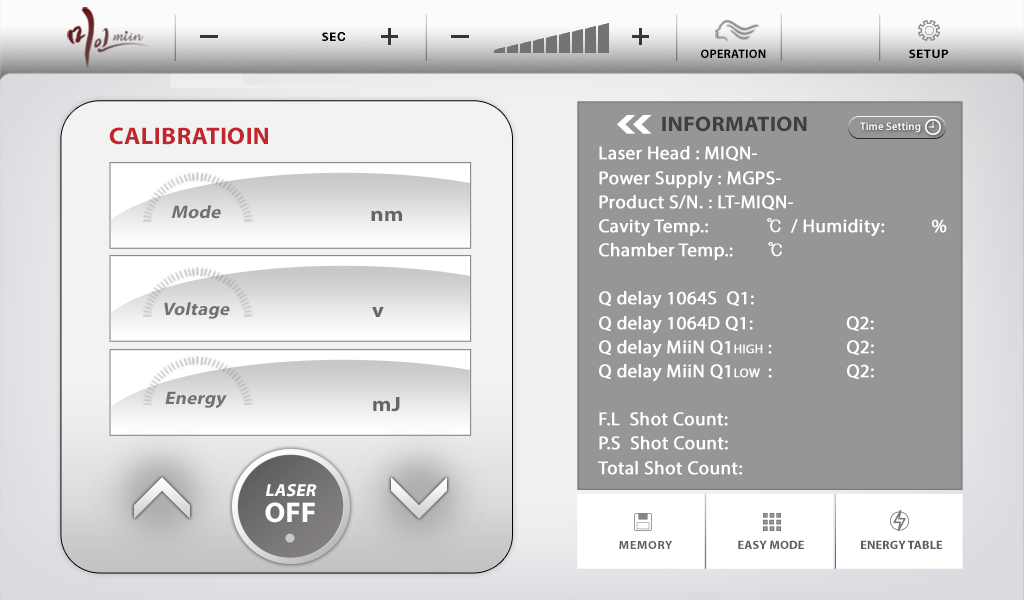 미인 miin
− SEC + − +
OPERATION
SETUP
CALIBRATIOIN
Mode nm
Voltage v
Energy mJ
LASER
OFF
INFORMATION
Time Setting
Laser Head : MIQN-
Power Supply : MGPS-
Product S/N. : LT-MIQN-
Cavity Temp.: ℃ / Humidity: %
Chamber Temp.: ℃
Q delay 1064S Q1:
Q delay 1064D Q1: Q2:
Q delay MiiN Q1HIGH : Q2:
Q delay MiiN Q1LOW : Q2:
F.L Shot Count:
P.S Shot Count:
Total Shot Count:
MEMORY
EASY MODE
ENERGY TABLE